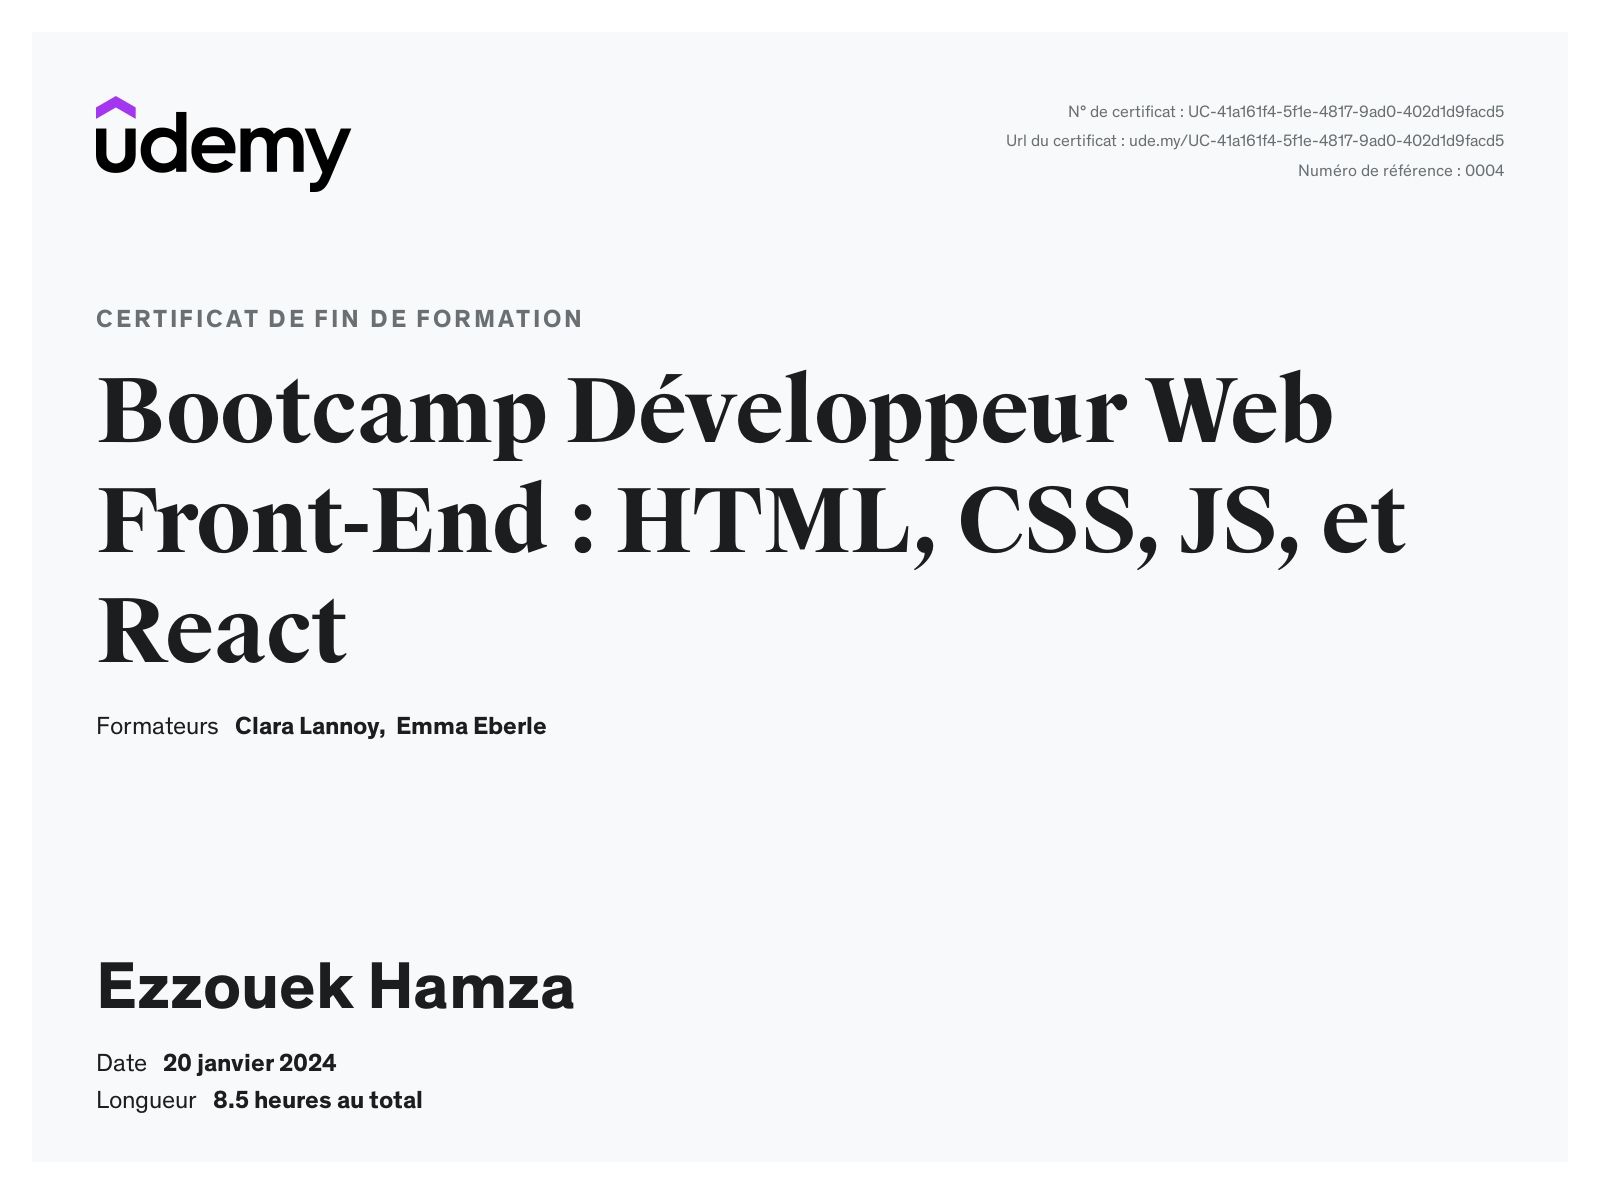 udemy
N° de certificat : UC-41a161f4-5f1e-4817-9ad0-402d1d9facd5
Url du certificat : ude.my/UC-41a161f4-5f1e-4817-9ad0-402d1d9facd5
Numéro de référence : 0004
CERTIFICAT DE FIN DE FORMATION
Bootcamp Développeur Web
Front-End : HTML, CSS, JS, et
React
Formateurs Clara Lannoy, Emma Eberle
Ezzouek Hamza
Date 20 janvier 2024
Longueur 8.5 heures au total